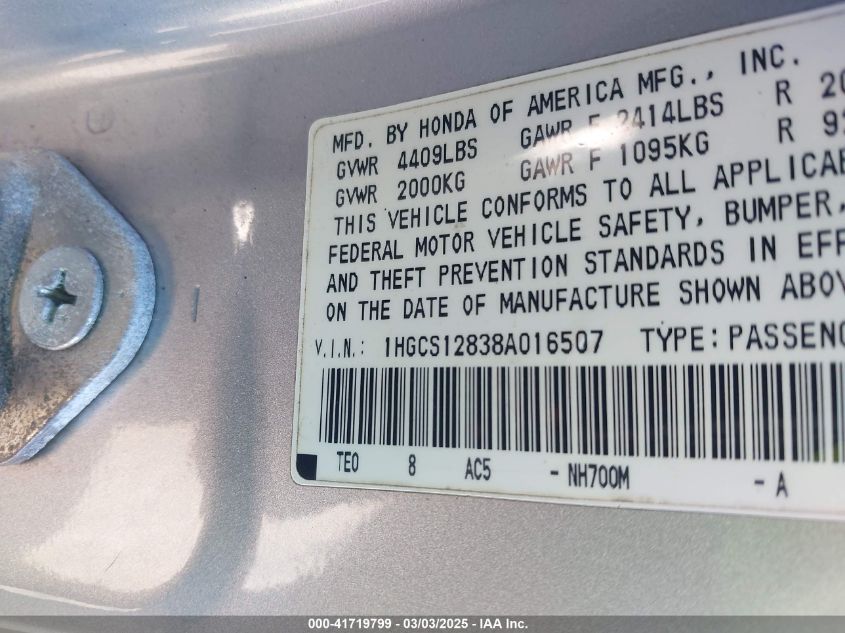 MFD. BY HONDA OF AMERICA MFG., INC.
GVWR 4409LBS GAWR F 2414LBS R 20
GVWR 2000KG GAWR F 1095KG R 92
THIS VEHICLE CONFORMS TO ALL APPLICAB
FEDERAL MOTOR VEHICLE SAFETY, BUMPER,
AND THEFT PREVENTION STANDARDS IN EFF
ON THE DATE OF MANUFACTURE SHOWN ABOV
V.I.N.: 1HGCS12838A016507 TYPE:PASSENG
TE0 8 AC5 -NH700M -A
000-41719799 — 03/03/2025 - IAA Inc.